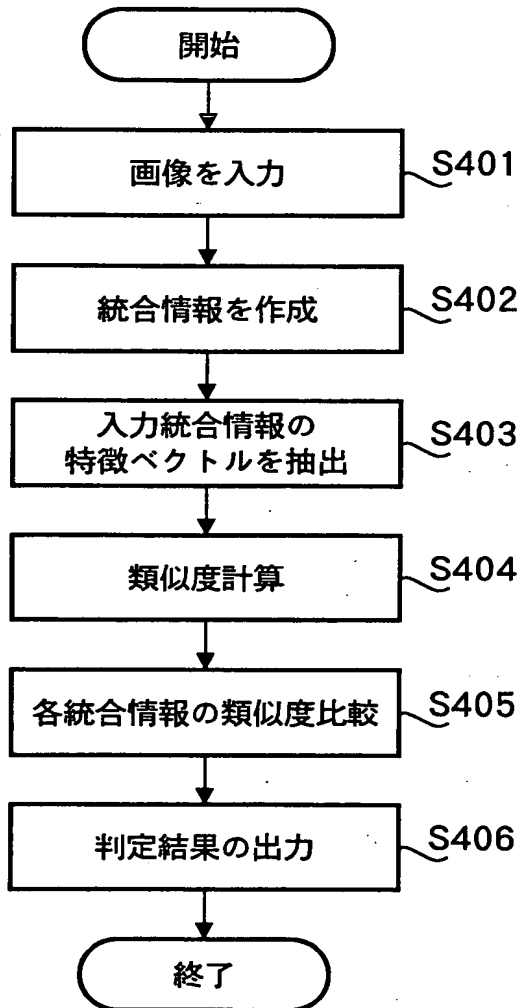 開始
画像を入力
S401
統合情報を作成
S402
入力統合情報の
特徴ベクトルを抽出
S403
類似度計算
S404
各統合情報の類似度比較
S405
判定結果の出力
S406
終了